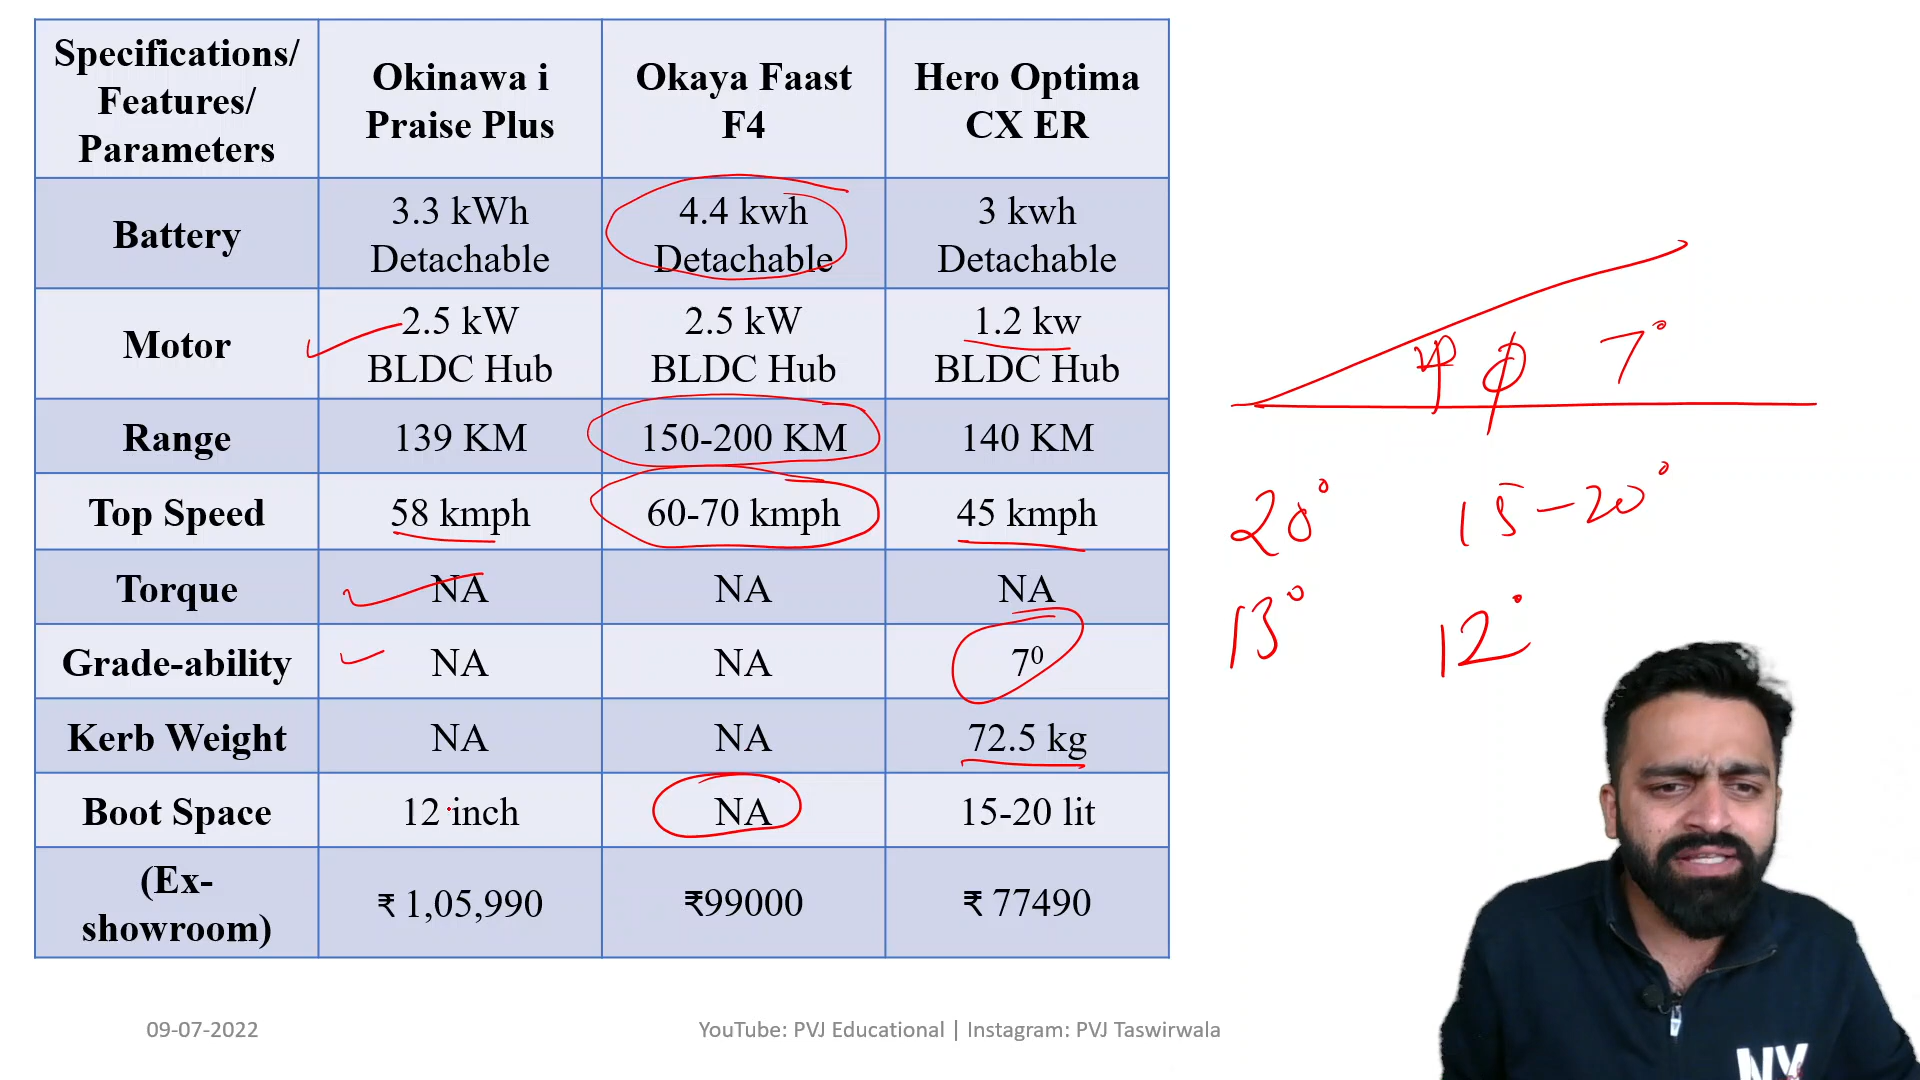 Specifications/
Features/
Parameters
Okinawa i
Praise Plus
Okaya Faast
F4
Hero Optima
CX ER
Battery
3.3 kWh
Detachable
4.4 kwh
Detachable
3 kwh
Detachable
Motor
2.5 kW
BLDC Hub
2.5 kW
BLDC Hub
1.2 kw
BLDC Hub
Range
139 KM
150-200 KM
140 KM
Top Speed
58 kmph
60-70 kmph
45 kmph
Torque
NA
NA
NA
Grade-ability
NA
NA
7⁰
Kerb Weight
NA
NA
72.5 kg
Boot Space
12 inch
NA
15-20 lit
(Ex-
showroom)
₹ 1,05,990
₹99000
₹ 77490
ψ ϕ 7°
20° 15-20°
13° 12°
09-07-2022
YouTube: PVJ Educational | Instagram: PVJ Taswirwala